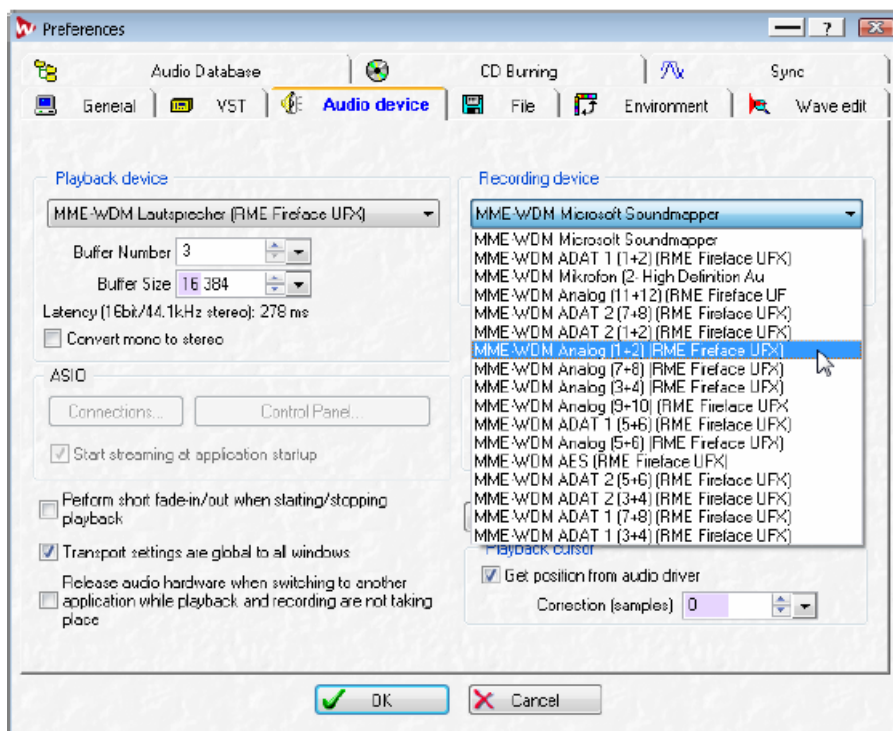 Preferences
?
Audio Database
CD Burning
Sync
General
VST
Audio device
File
Environment
Wave edit
Playback device
MME-WDM Lautsprecher (RME Fireface UFX)
Buffer Number 3
Buffer Size 16 384
Latency (16bit/44.1kHz stereo): 278 ms
Convert mono to stereo
ASIO
Connections...
Control Panel...
Start streaming at application startup
Perform short fade-in/out when starting/stopping
playback
Transport settings are global to all windows
Release audio hardware when switching to another
application while playback and recording are not taking
place
Recording device
MME-WDM Microsoft Soundmapper
MME-WDM Microsoft Soundmapper
MME-WDM ADAT 1 (1+2) (RME Fireface UFX)
MME-WDM Mikrofon (2- High Definition Au
MME-WDM Analog (11+12) (RME Fireface UF
MME-WDM ADAT 2 (7+8) (RME Fireface UFX)
MME-WDM ADAT 2 (1+2) (RME Fireface UFX)
MME-WDM Analog (1+2) (RME Fireface UFX)
MME-WDM Analog (7+8) (RME Fireface UFX)
MME-WDM Analog (3+4) (RME Fireface UFX)
MME-WDM Analog (9+10) (RME Fireface UFX
MME-WDM ADAT 1 (5+6) (RME Fireface UFX)
MME-WDM Analog (5+6) (RME Fireface UFX)
MME-WDM AES (RME Fireface UFX)
MME-WDM ADAT 2 (5+6) (RME Fireface UFX)
MME-WDM ADAT 2 (3+4) (RME Fireface UFX)
MME-WDM ADAT 1 (7+8) (RME Fireface UFX)
MME-WDM ADAT 1 (3+4) (RME Fireface UFX)
Playback cursor
Get position from audio driver
Correction (samples) 0
OK
Cancel